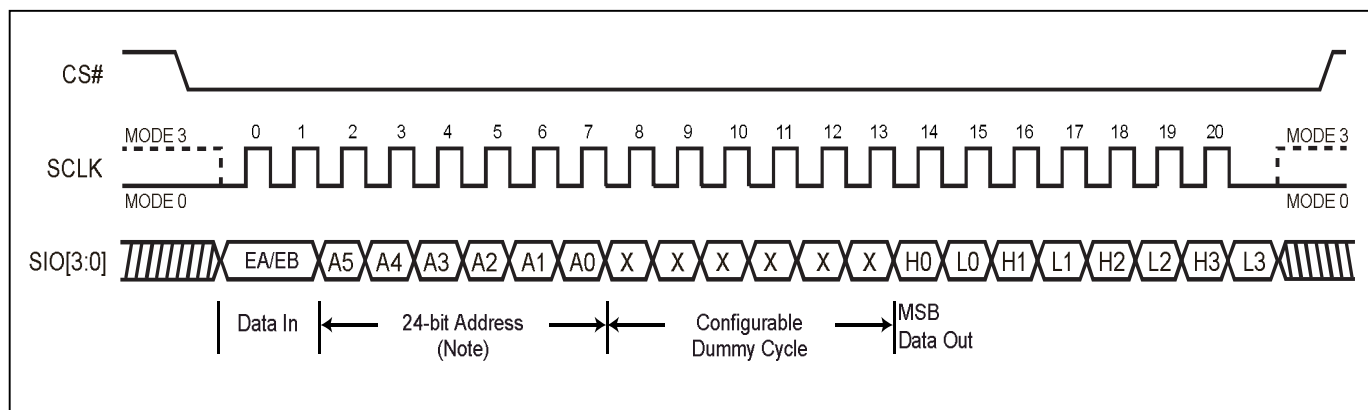 CS#
MODE 3
0 1 2 3 4 5 6 7 8 9 10 11 12 13 14 15 16 17 18 19 20
MODE 3
SCLK
MODE 0
MODE 0
SIO[3:0]
EA/EB A5 A4 A3 A2 A1 A0 X X X X X X H0 L0 H1 L1 H2 L2 H3 L3
Data In
24-bit Address
(Note)
Configurable
Dummy Cycle
MSB
Data Out